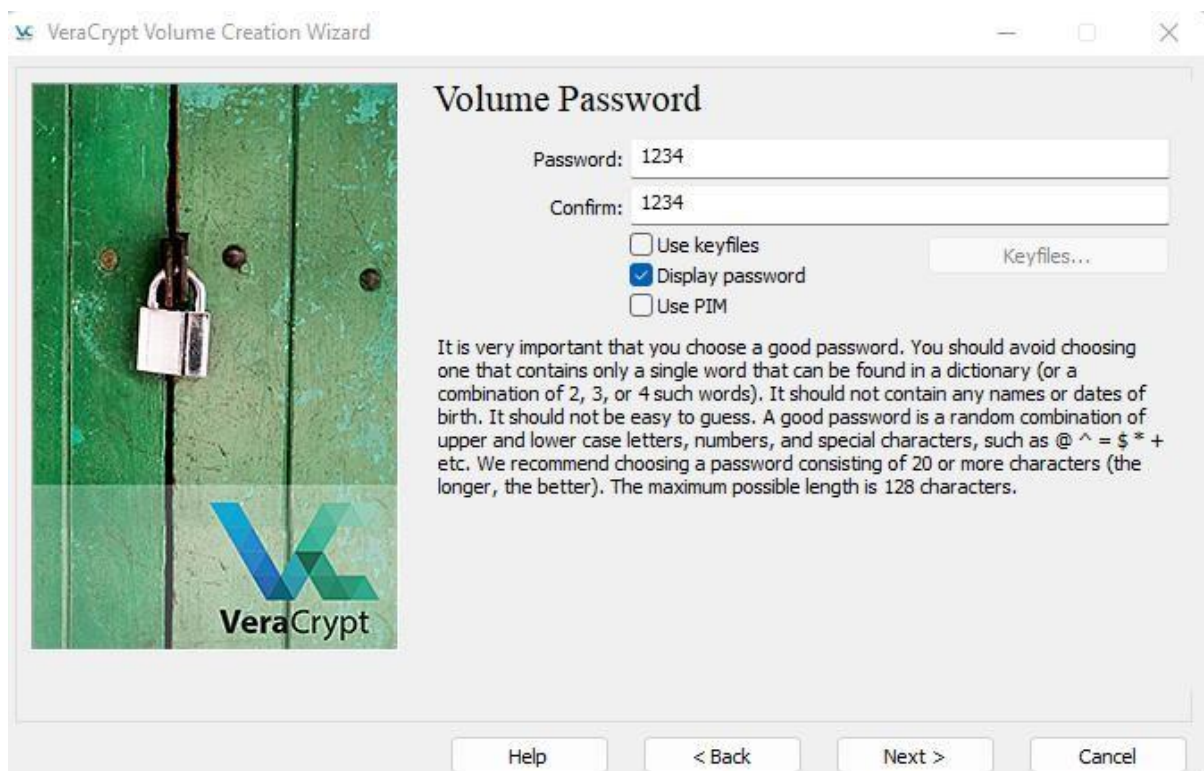 VeraCrypt Volume Creation Wizard
Volume Password
Password: 1234
Confirm: 1234
Use keyfiles
Keyfiles...
Display password
Use PIM
It is very important that you choose a good password. You should avoid choosing
one that contains only a single word that can be found in a dictionary (or a
combination of 2, 3, or 4 such words). It should not contain any names or dates of
birth. It should not be easy to guess. A good password is a random combination of
upper and lower case letters, numbers, and special characters, such as @ ^ = $ * +
etc. We recommend choosing a password consisting of 20 or more characters (the
longer, the better). The maximum possible length is 128 characters.
VeraCrypt
Help < Back Next > Cancel